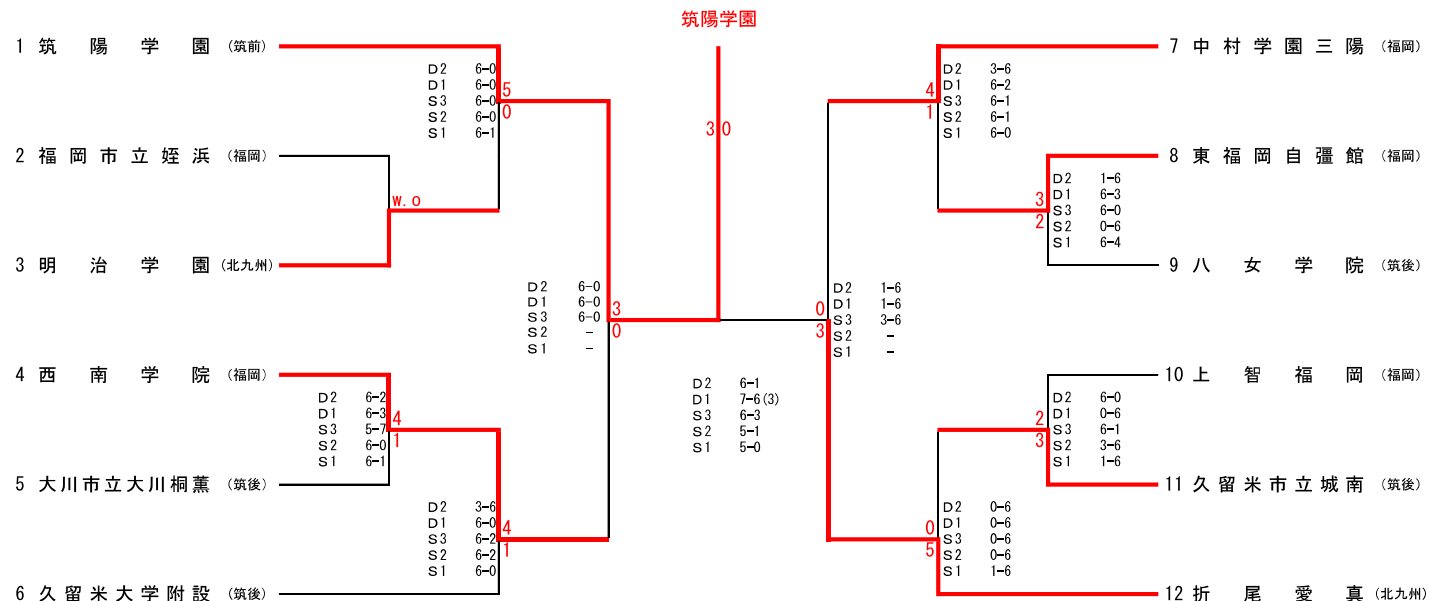 筑陽学園
1 筑陽学園 (筑前)
D2 6-0
D1 6-0
S3 6-0
S2 6-0
S1 6-1
5
0
2 福岡市立姪浜 (福岡)
W.O
3 明治学園 (北九州)
D2 6-0
D1 6-0
S3 6-0
S2 -
S1 -
3
0
4 西南学院 (福岡)
D2 6-2
D1 6-3
S3 5-7
S2 6-0
S1 6-1
4
1
5 大川市立大川桐薫 (筑後)
D2 3-6
D1 6-0
S3 6-2
S2 6-2
S1 6-0
4
1
6 久留米大学附設 (筑後)
3 0
D2 6-1
D1 7-6(3)
S3 6-3
S2 5-1
S1 5-0
7 中村学園三陽 (福岡)
4
1
D2 3-6
D1 6-2
S3 6-1
S2 6-1
S1 6-0
8 東福岡自彊館 (福岡)
3
2
D2 1-6
D1 6-3
S3 6-0
S2 0-6
S1 6-4
9 八女学院 (筑後)
0
3
D2 1-6
D1 1-6
S3 3-6
S2 -
S1 -
10 上智福岡 (福岡)
2
3
D2 6-0
D1 0-6
S3 6-1
S2 3-6
S1 1-6
11 久留米市立城南 (筑後)
0
5
D2 0-6
D1 0-6
S3 0-6
S2 0-6
S1 1-6
12 折尾愛真 (北九州)